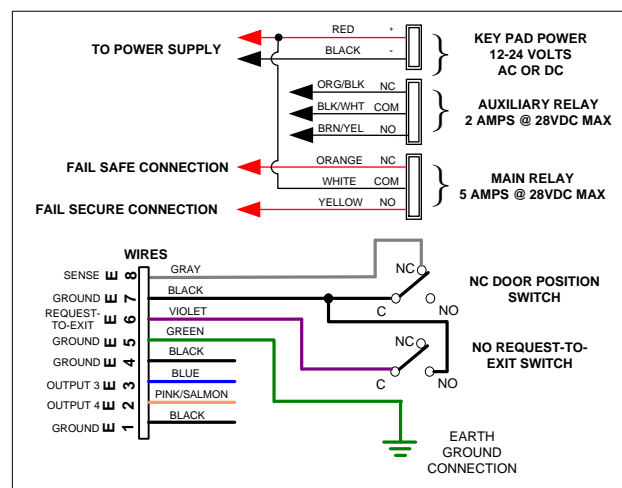 RED +
TO POWER SUPPLY
BLACK -
KEY PAD POWER
12-24 VOLTS
AC OR DC
ORG/BLK NC
BLK/WHT COM
BRN/YEL NO
AUXILIARY RELAY
2 AMPS @ 28VDC MAX
FAIL SAFE CONNECTION
ORANGE NC
WHITE COM
FAIL SECURE CONNECTION
YELLOW NO
MAIN RELAY
5 AMPS @ 28VDC MAX
WIRES
SENSE E 8 GRAY
GROUND E 7 BLACK
REQUEST-
TO-EXIT E 6 VIOLET
GROUND E 5 GREEN
GROUND E 4 BLACK
OUTPUT 3 E 3 BLUE
OUTPUT 4 E 2 PINK/SALMON
GROUND E 1 BLACK
NC
C
NO
NC DOOR POSITION
SWITCH
NC
C
NO
NO REQUEST-TO-
EXIT SWITCH
EARTH
GROUND
CONNECTION